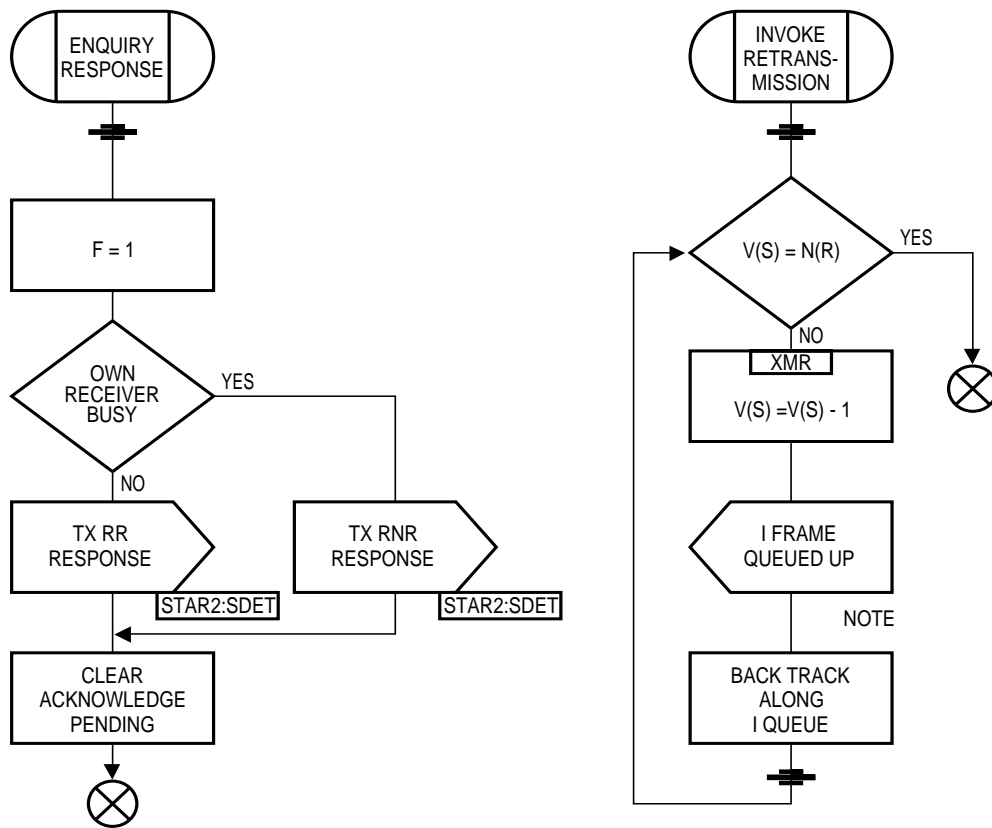 ENQUIRY
RESPONSE
F = 1
OWN
RECEIVER
BUSY
YES
NO
TX RR
RESPONSE
STAR2:SDET
TX RNR
RESPONSE
STAR2:SDET
CLEAR
ACKNOWLEDGE
PENDING
INVOKE
RETRANS-
MISSION
V(S) = N(R)
YES
NO
XMR
V(S) =V(S) - 1
I FRAME
QUEUED UP
NOTE
BACK TRACK
ALONG
I QUEUE